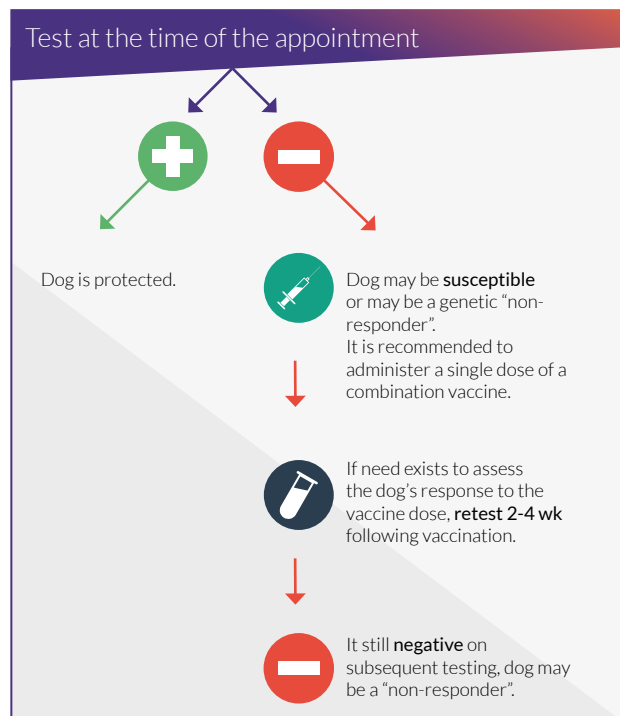 Test at the time of the appointment
Dog is protected.
Dog may be susceptible
or may be a genetic “non-
responder”.
It is recommended to
administer a single dose of a
combination vaccine.
If need exists to assess
the dog’s response to the
vaccine dose, retest 2-4 wk
following vaccination.
It still negative on
subsequent testing, dog may
be a “non-responder”.